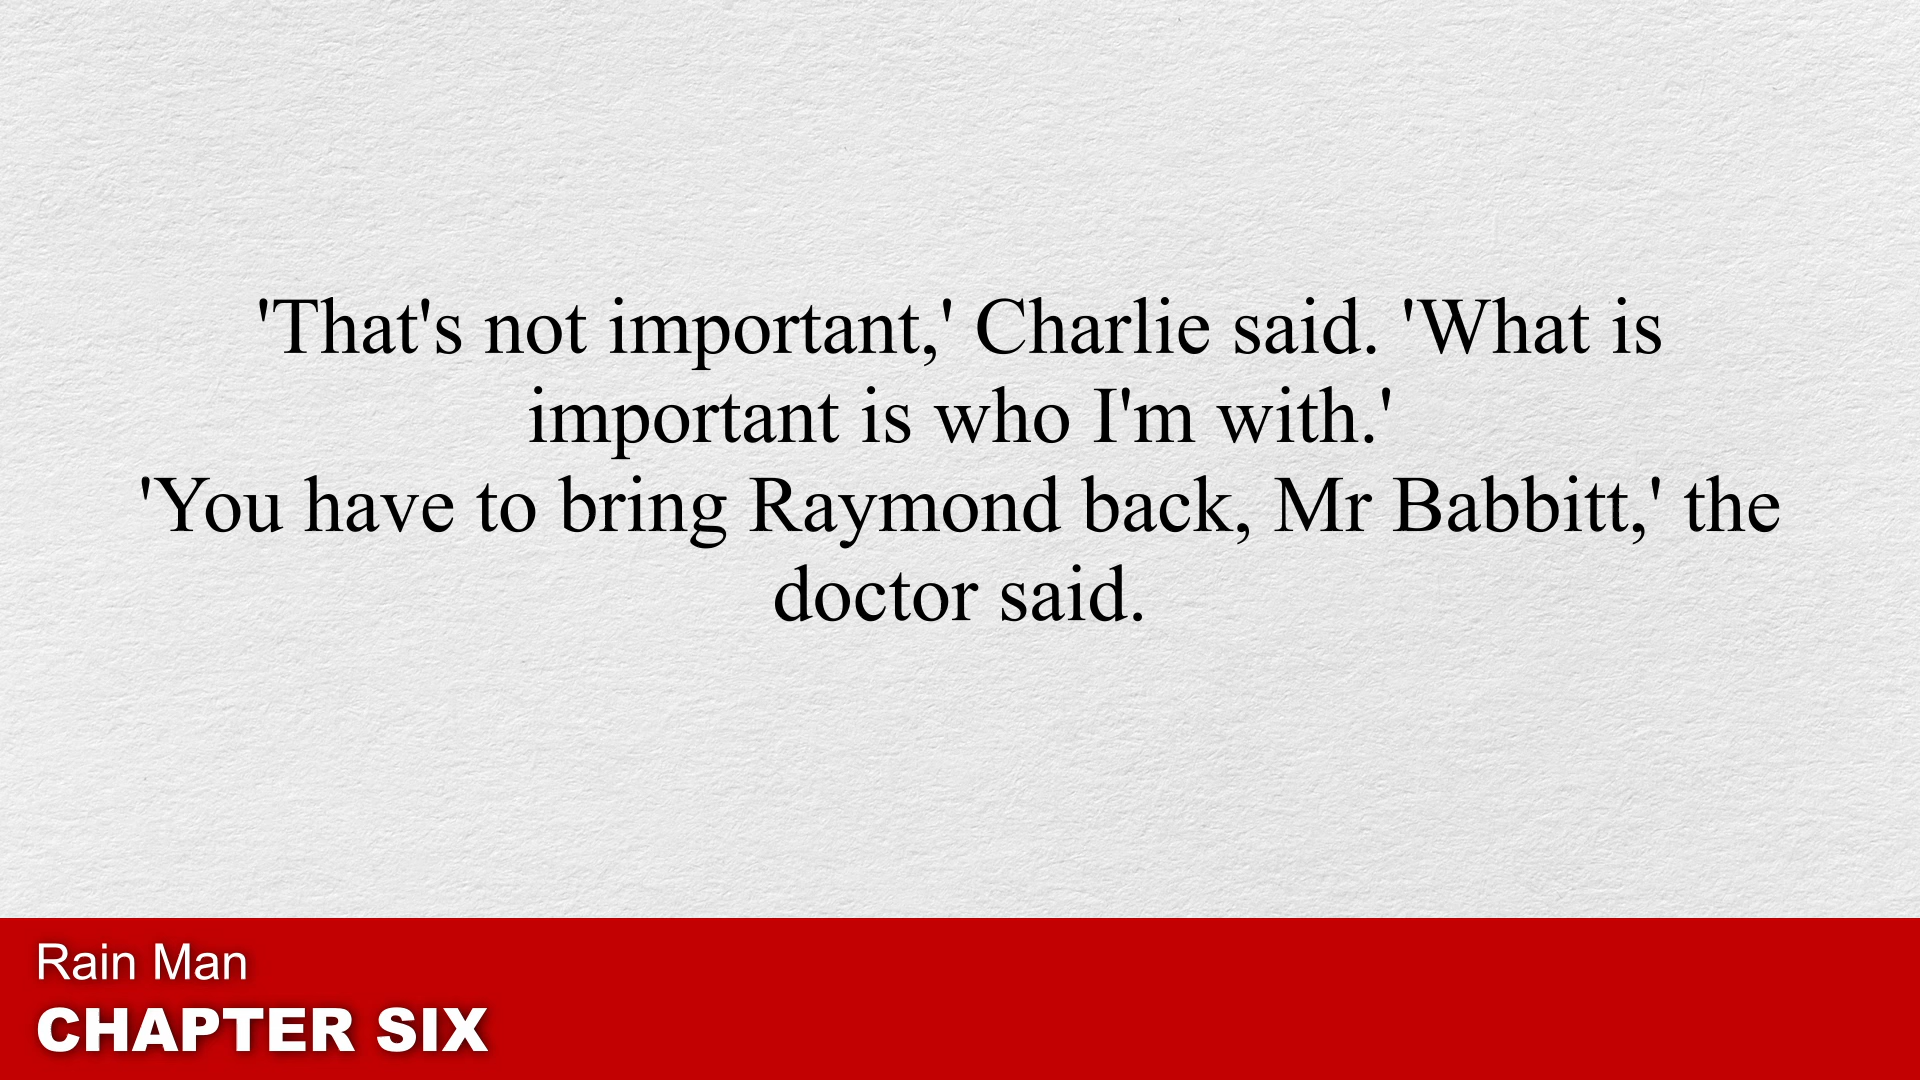 'That's not important,' Charlie said. 'What is
important is who I'm with.'
'You have to bring Raymond back, Mr Babbitt,' the
doctor said.
Rain Man
CHAPTER SIX